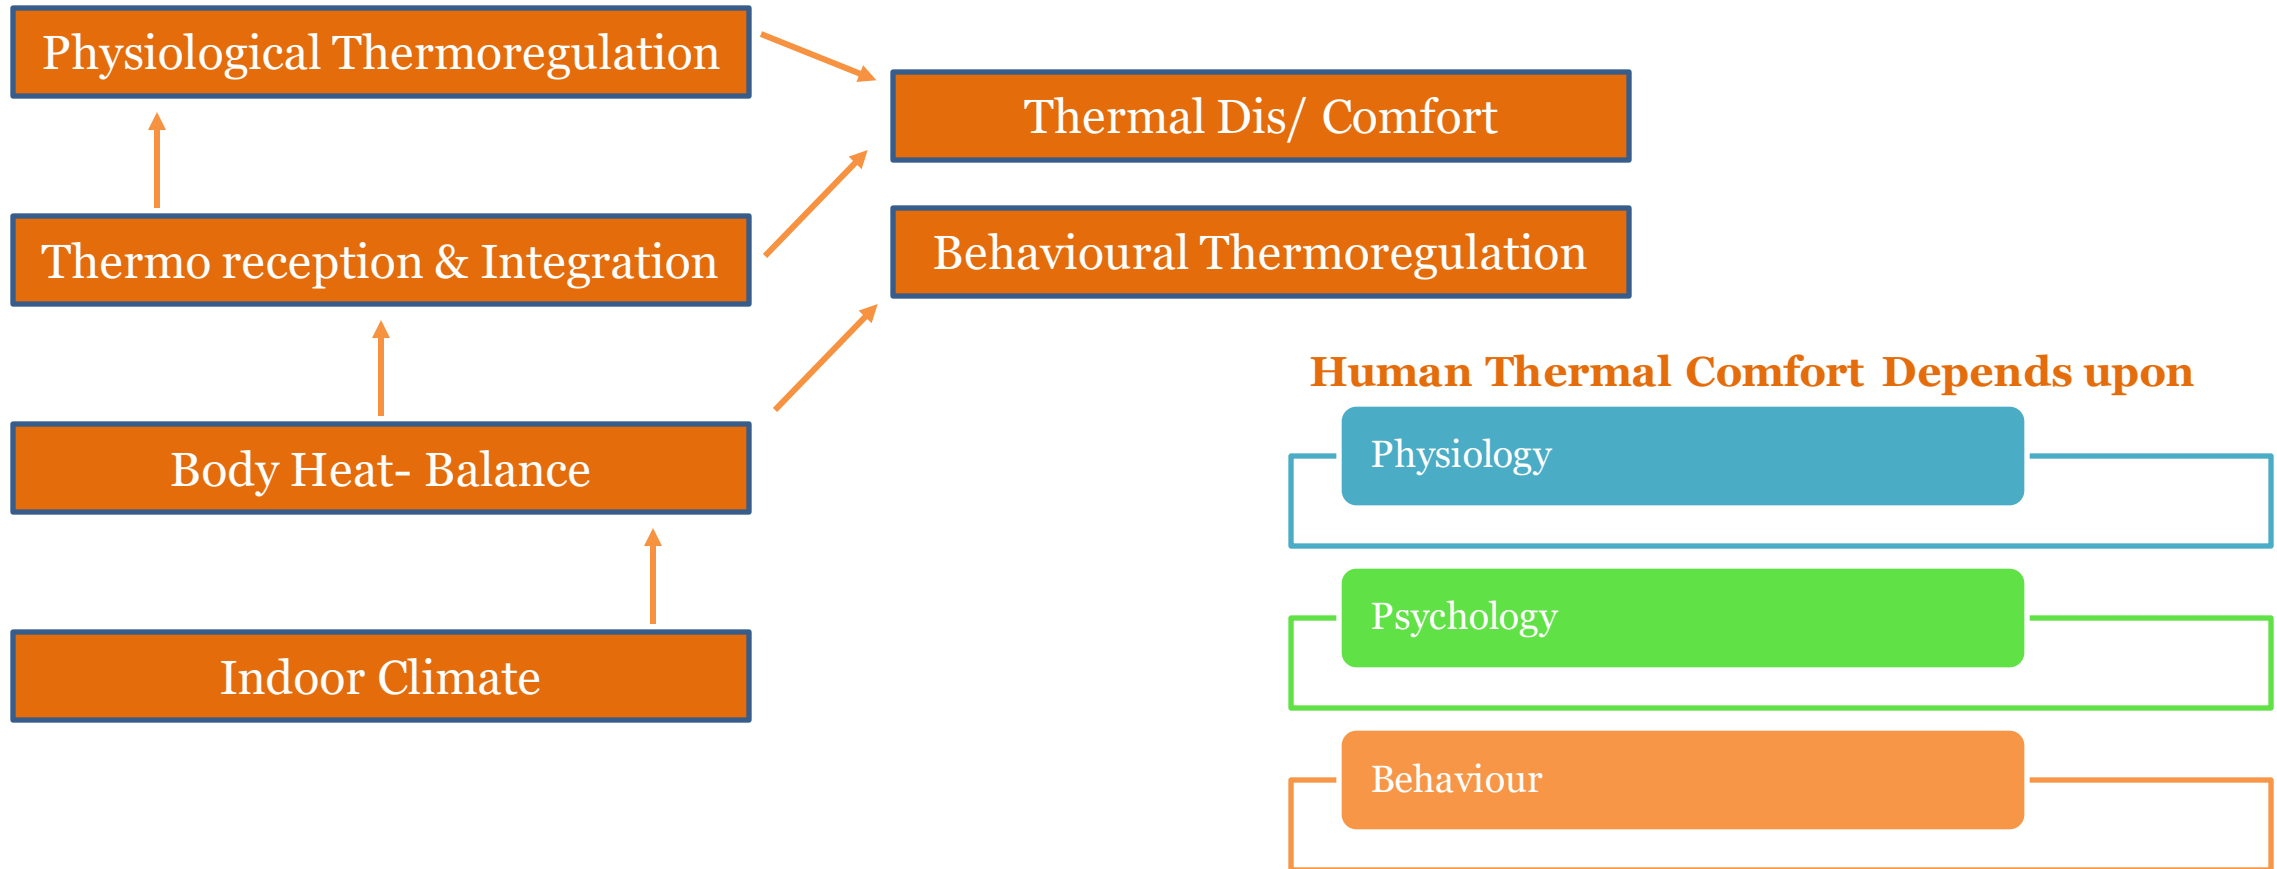 Physiological Thermoregulation
Thermal Dis/ Comfort
Thermo reception & Integration
Behavioural Thermoregulation
Body Heat- Balance
Indoor Climate
Human Thermal Comfort Depends upon
Physiology
Psychology
Behaviour